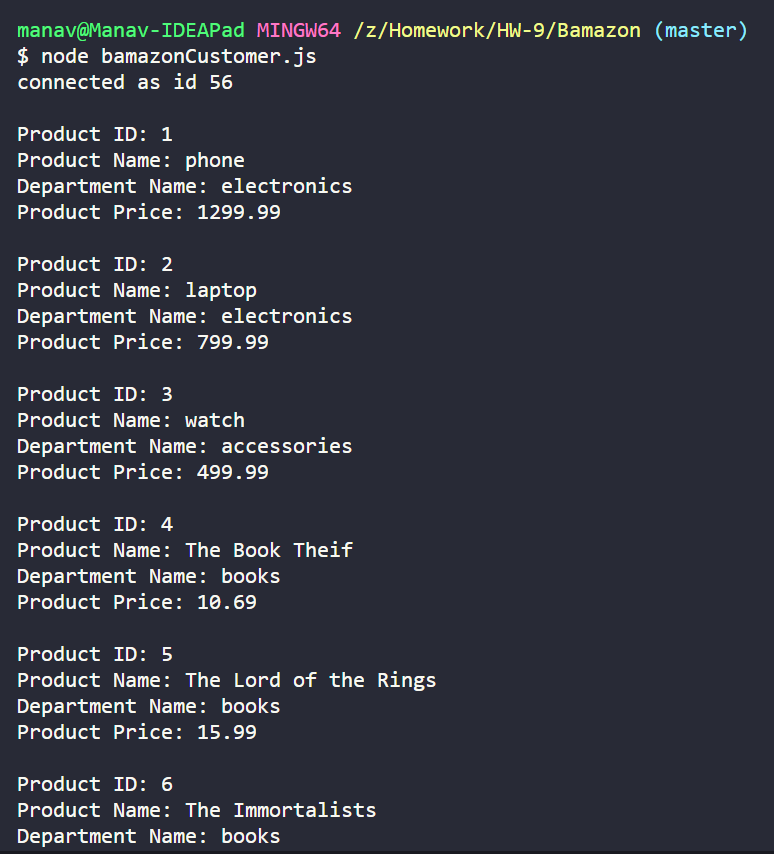 manav@Manav-IDEAPad MINGW64 /z/Homework/HW-9/Bamazon (master)
$ node bamazonCustomer.js
connected as id 56
Product ID: 1
Product Name: phone
Department Name: electronics
Product Price: 1299.99
Product ID: 2
Product Name: laptop
Department Name: electronics
Product Price: 799.99
Product ID: 3
Product Name: watch
Department Name: accessories
Product Price: 499.99
Product ID: 4
Product Name: The Book Theif
Department Name: books
Product Price: 10.69
Product ID: 5
Product Name: The Lord of the Rings
Department Name: books
Product Price: 15.99
Product ID: 6
Product Name: The Immortalists
Department Name: books